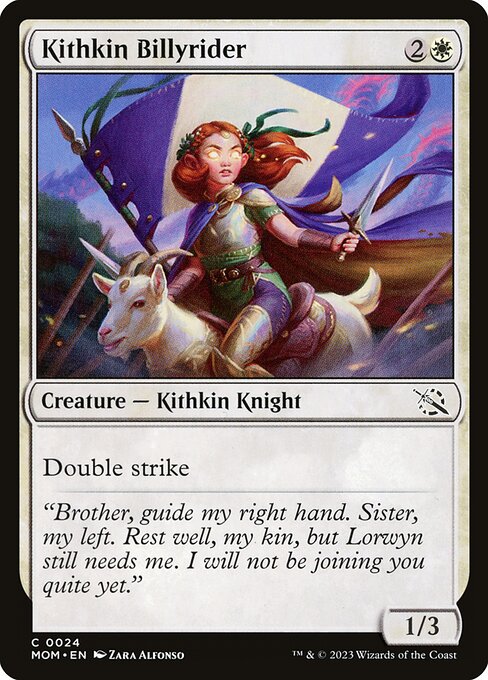 Kithkin Billyrider 2
Creature — Kithkin Knight
Double strike
“Brother, guide my right hand. Sister,
my left. Rest well, my kin, but Lorwyn
still needs me. I will not be joining you
quite yet.”
1/3
C 0024
MOM • EN Zara Alfonso
™ & © 2023 Wizards of the Coast